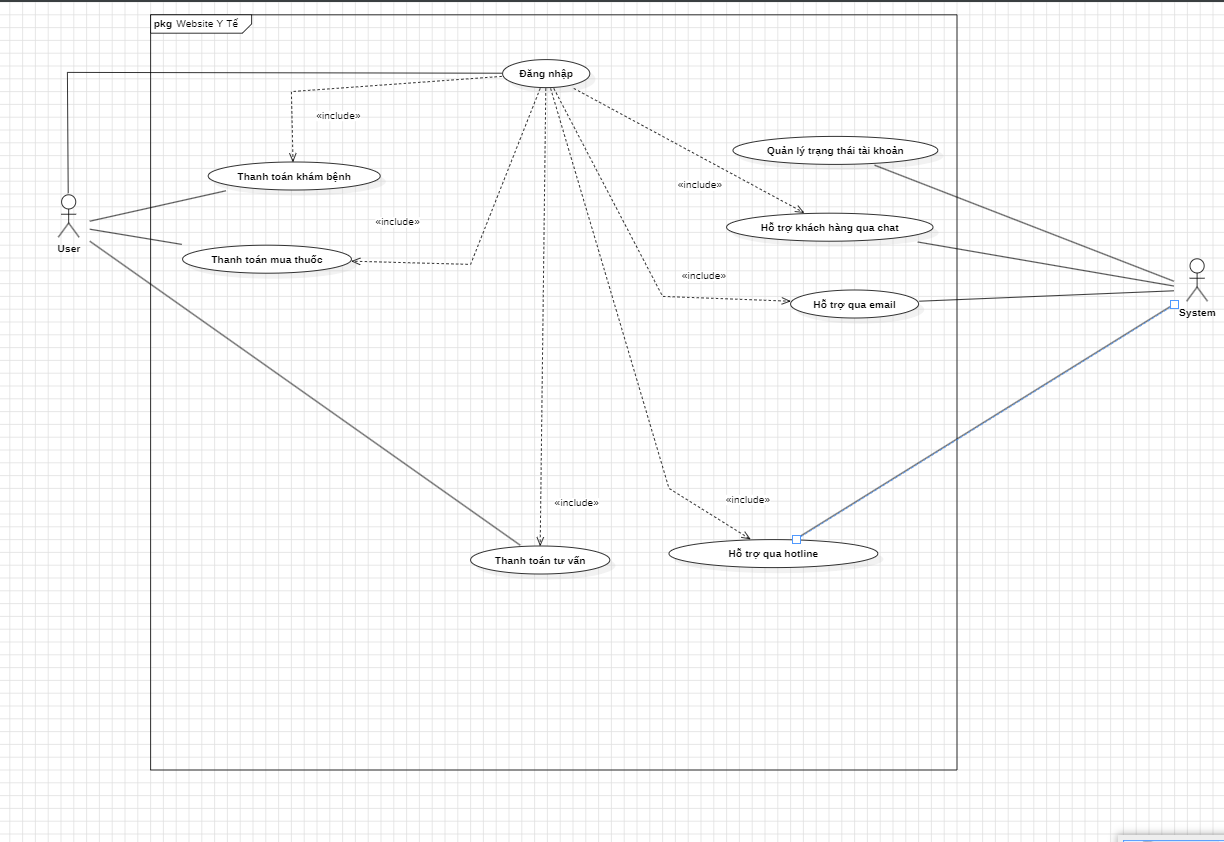 pkg Website Y Tế
Đăng nhập
«include»
Quản lý trạng thái tài khoản
Thanh toán khám bệnh
«include»
«include»
Hỗ trợ khách hàng qua chat
User
Thanh toán mua thuốc
«include»
Hỗ trợ qua email
System
«include»
«include»
Hỗ trợ qua hotline
Thanh toán tư vấn